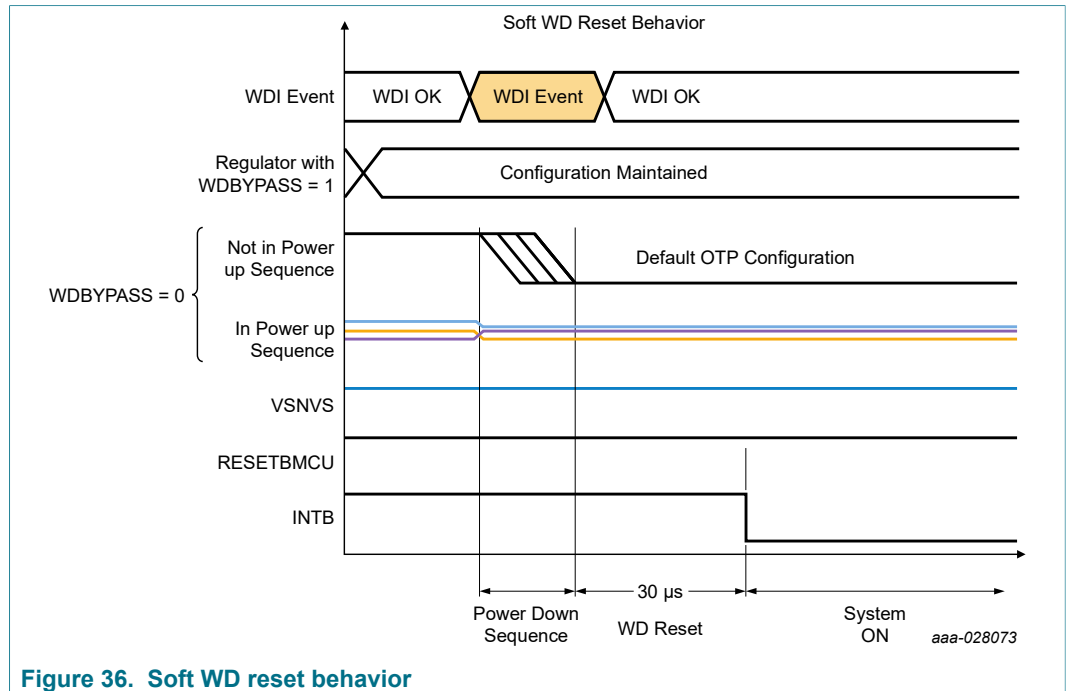 Soft WD Reset Behavior
WDI Event
WDI OK
WDI Event
WDI OK
Regulator with
WDBYPASS = 1
Configuration Maintained
WDBYPASS = 0
Not in Power
up Sequence
Default OTP Configuration
In Power up
Sequence
VSNVS
RESETBMCU
INTB
30 µs
Power Down
Sequence
WD Reset
System
ON
aaa-028073
Figure 36. Soft WD reset behavior